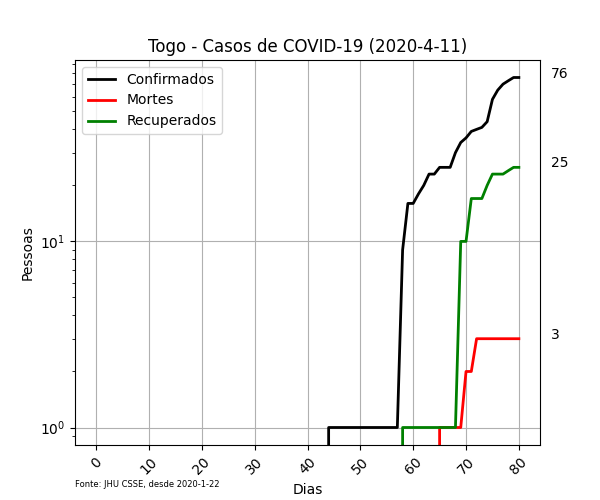 Togo - Casos de COVID-19 (2020-4-11)
Confirmados
Mortes
Recuperados
76
25
3
10¹
10⁰
Pessoas
0 10 20 30 40 50 60 70 80
Dias
Fonte: JHU CSSE, desde 2020-1-22